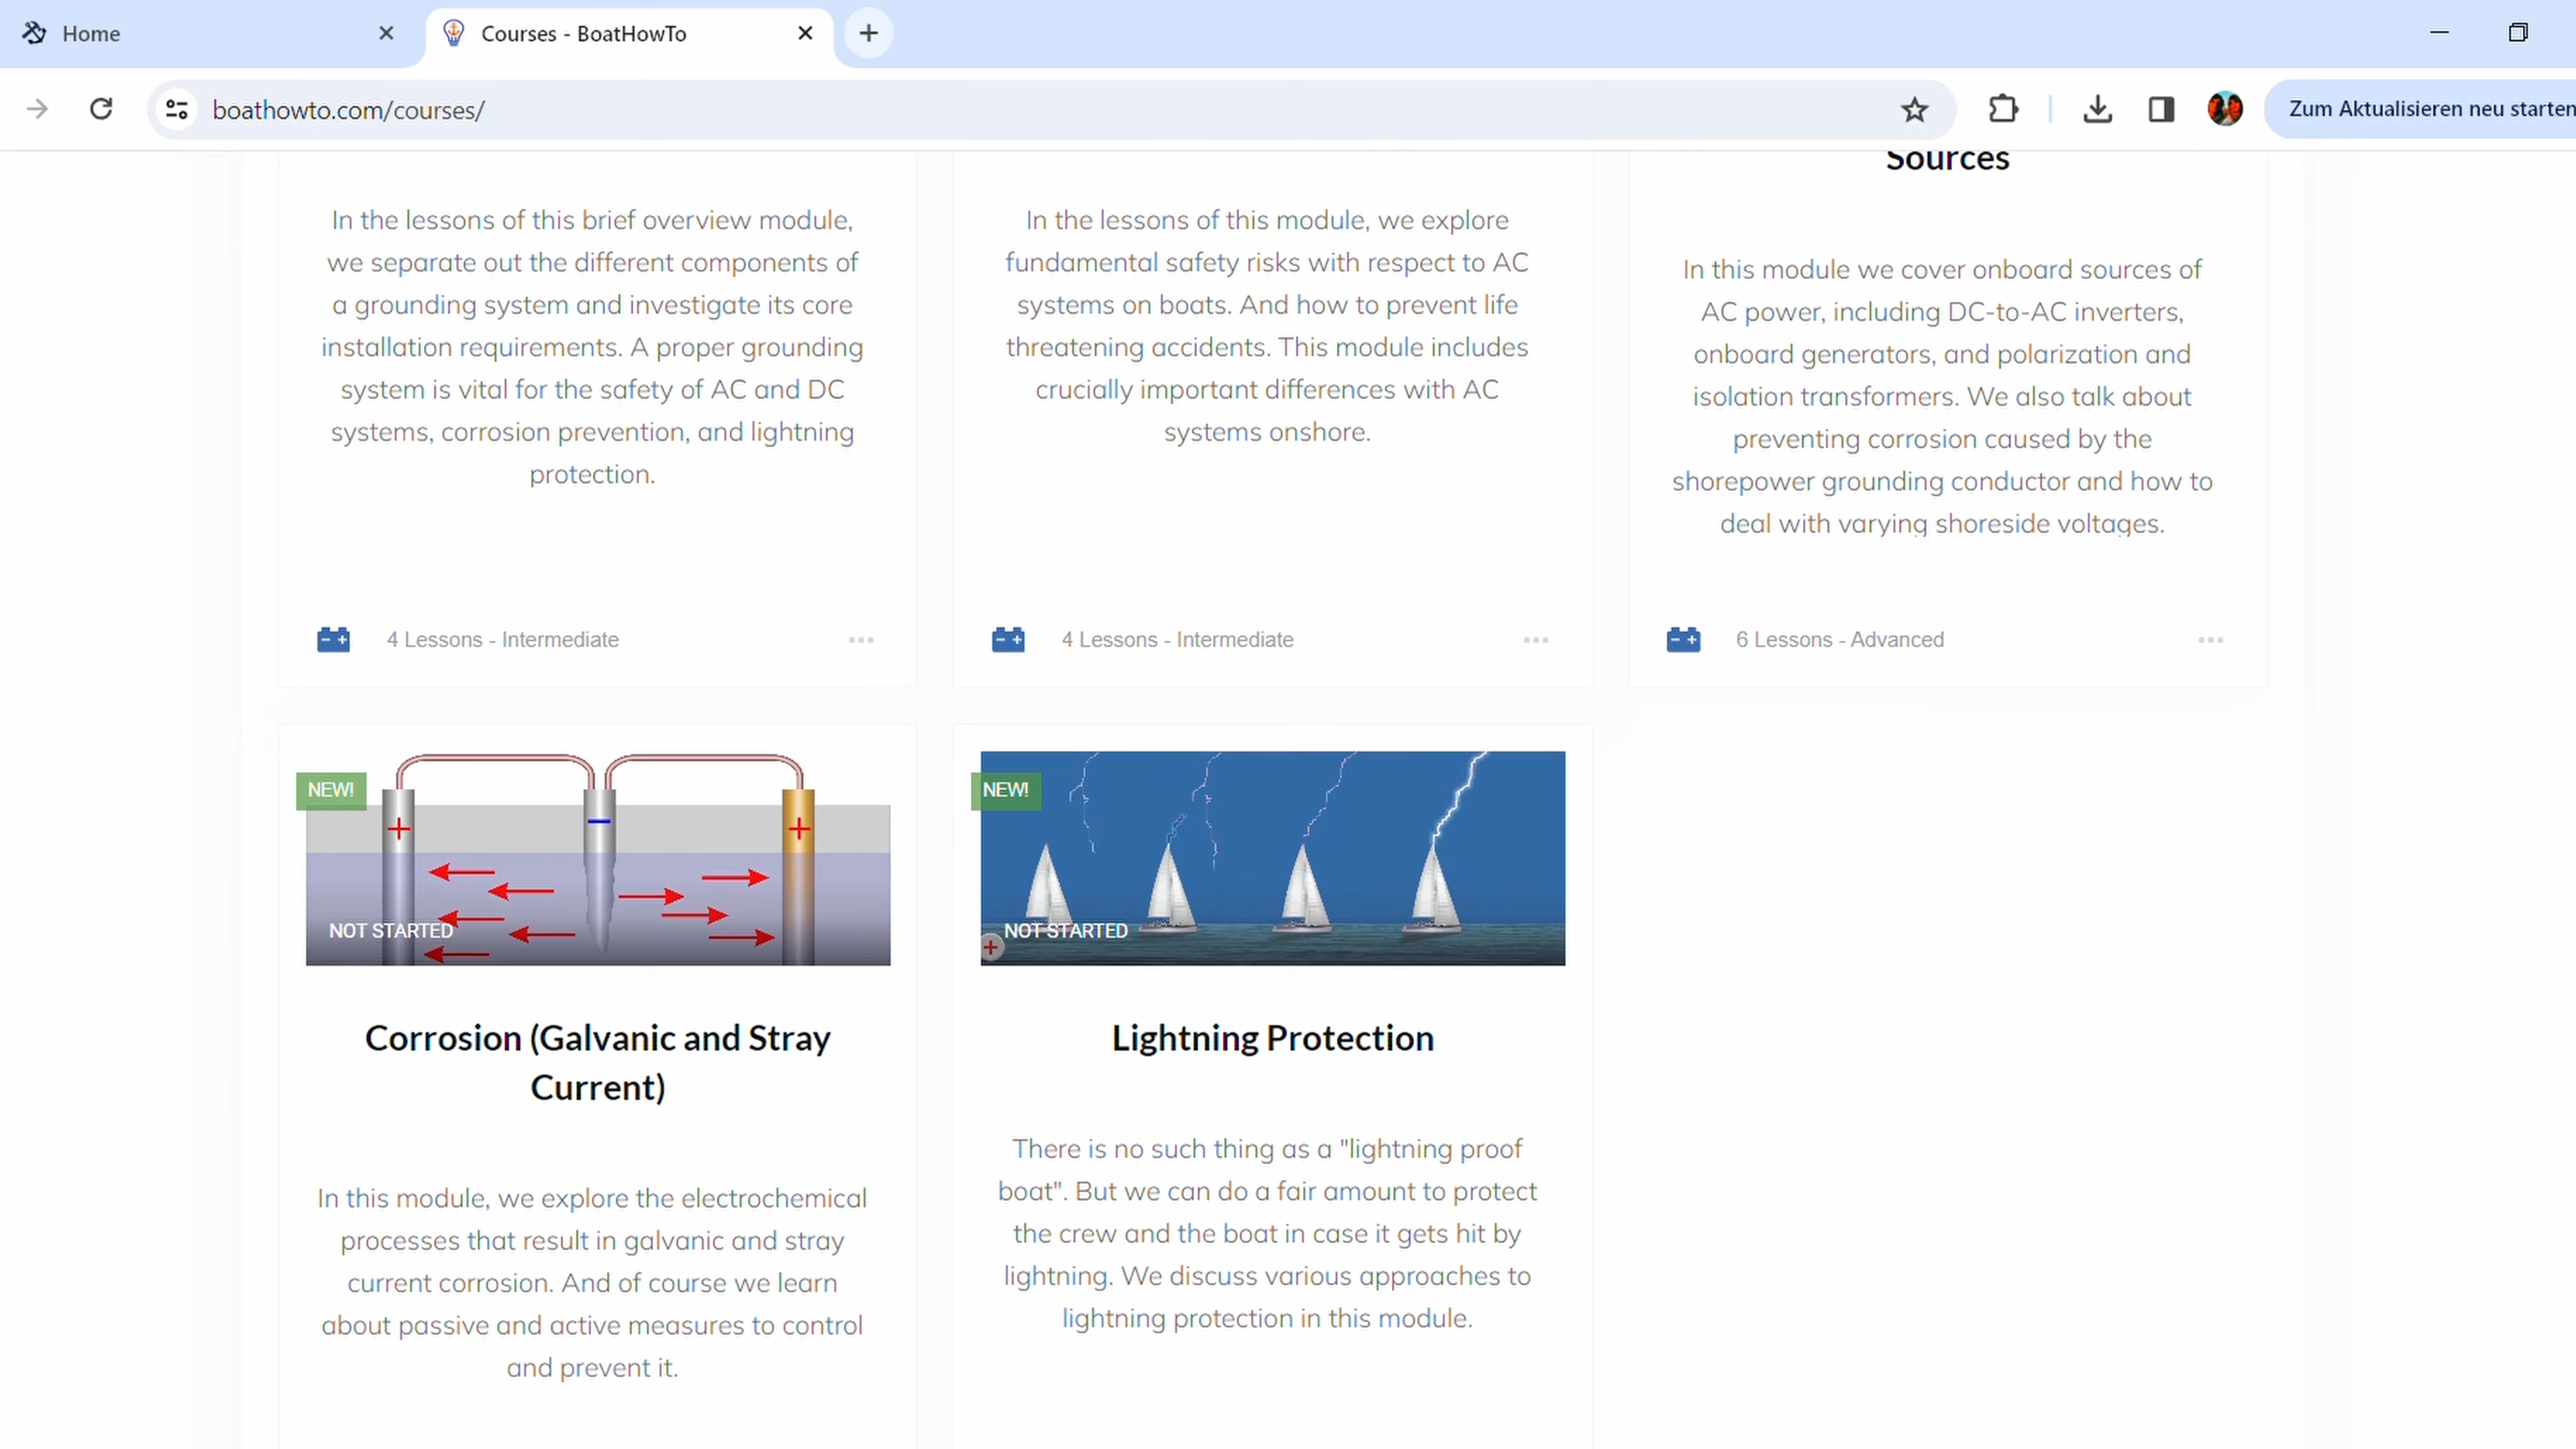 Home
Courses - BoatHowTo
boathowto.com/courses/
Zum Aktualisieren neu starten
Sources
In the lessons of this brief overview module,
we separate out the different components of
a grounding system and investigate its core
installation requirements. A proper grounding
system is vital for the safety of AC and DC
systems, corrosion prevention, and lightning
protection.
4 Lessons - Intermediate
In the lessons of this module, we explore
fundamental safety risks with respect to AC
systems on boats. And how to prevent life
threatening accidents. This module includes
crucially important differences with AC
systems onshore.
4 Lessons - Intermediate
In this module we cover onboard sources of
AC power, including DC-to-AC inverters,
onboard generators, and polarization and
isolation transformers. We also talk about
preventing corrosion caused by the
shorepower grounding conductor and how to
deal with varying shoreside voltages.
6 Lessons - Advanced
NEW!
NOT STARTED
Corrosion (Galvanic and Stray
Current)
In this module, we explore the electrochemical
processes that result in galvanic and stray
current corrosion. And of course we learn
about passive and active measures to control
and prevent it.
NEW!
NOT STARTED
Lightning Protection
There is no such thing as a "lightning proof
boat". But we can do a fair amount to protect
the crew and the boat in case it gets hit by
lightning. We discuss various approaches to
lightning protection in this module.